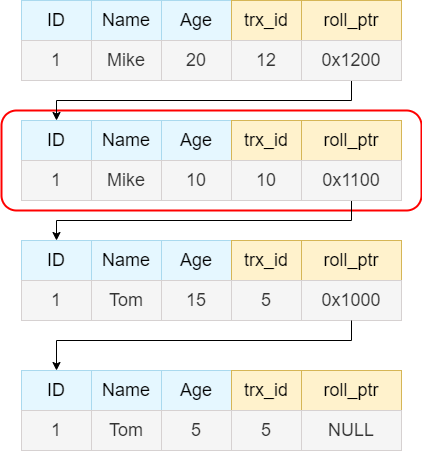 ID Name Age trx_id roll_ptr
1 Mike 20 12 0x1200
ID Name Age trx_id roll_ptr
1 Mike 10 10 0x1100
ID Name Age trx_id roll_ptr
1 Tom 15 5 0x1000
ID Name Age trx_id roll_ptr
1 Tom 5 5 NULL